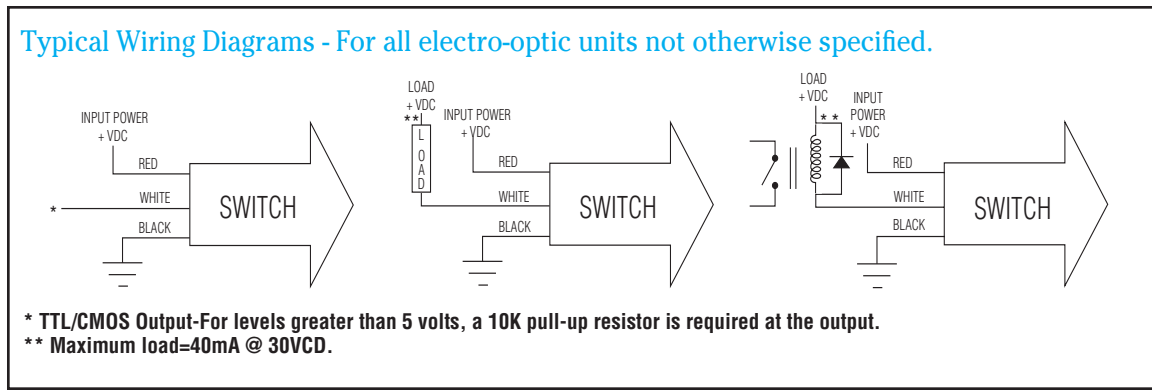 Typical Wiring Diagrams - For all electro-optic units not otherwise specified.
INPUT POWER
+ VDC
RED
WHITE
*
BLACK
SWITCH
LOAD
+ VDC
**
LOAD
INPUT POWER
+ VDC
RED
WHITE
BLACK
SWITCH
LOAD
+ VDC
* *
INPUT
POWER
+ VDC
RED
WHITE
BLACK
SWITCH
* TTL/CMOS Output-For levels greater than 5 volts, a 10K pull-up resistor is required at the output.
** Maximum load=40mA @ 30VCD.